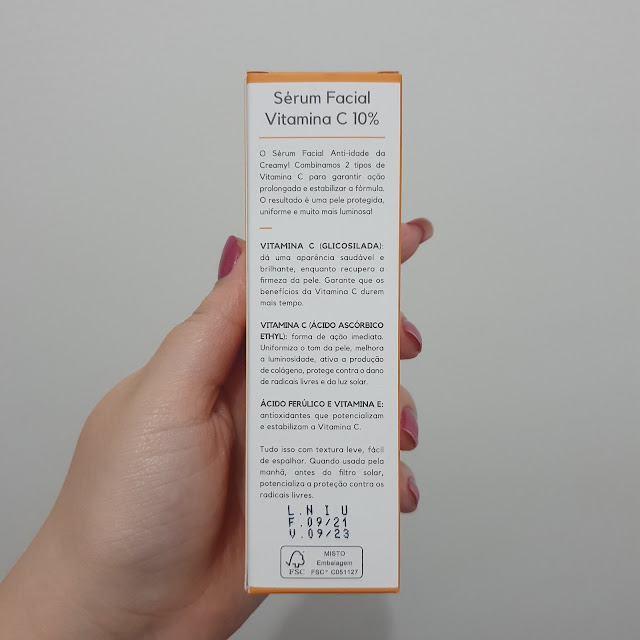 Sérum Facial
Vitamina C 10%
O Sérum Facial Anti-idade da
Creamy! Combinamos 2 tipos de
Vitamina C para garantir ação
prolongada e estabilizar a fórmula.
O resultado é uma pele protegida,
uniforme e muito mais luminosa!
VITAMINA C (GLICOSILADA):
dá uma aparência saudável e
brilhante, enquanto recupera a
firmeza da pele. Garante que os
benefícios da Vitamina C durem
mais tempo.
VITAMINA C (ÁCIDO ASCÓRBICO
ETHYL): forma de ação imediata.
Uniformiza o tom da pele, melhora
a luminosidade, ativa a produção
de colágeno, protege contra o dano
de radicais livres e da luz solar.
ÁCIDO FERÚLICO E VITAMINA E:
antioxidantes que potencializam
e estabilizam a Vitamina C.
Tudo isso com textura leve, fácil
de espalhar. Quando usada pela
manhã, antes do filtro solar,
potencializa a proteção contra os
radicais livres.
L.NIU
F.09/21
V.09/23
FSC
MISTO
Embalagem
FSC® C051127